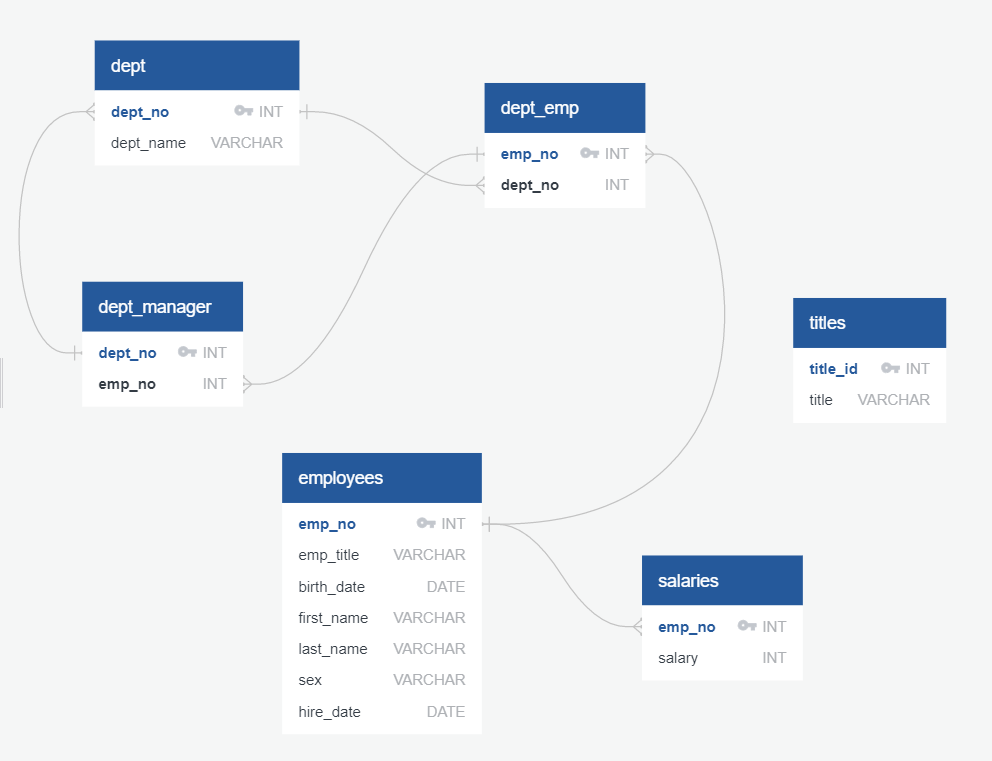 dept
dept_no INT
dept_name VARCHAR
dept_emp
emp_no INT
dept_no INT
dept_manager
dept_no INT
emp_no INT
titles
title_id INT
title VARCHAR
employees
emp_no INT
emp_title VARCHAR
birth_date DATE
first_name VARCHAR
last_name VARCHAR
sex VARCHAR
hire_date DATE
salaries
emp_no INT
salary INT